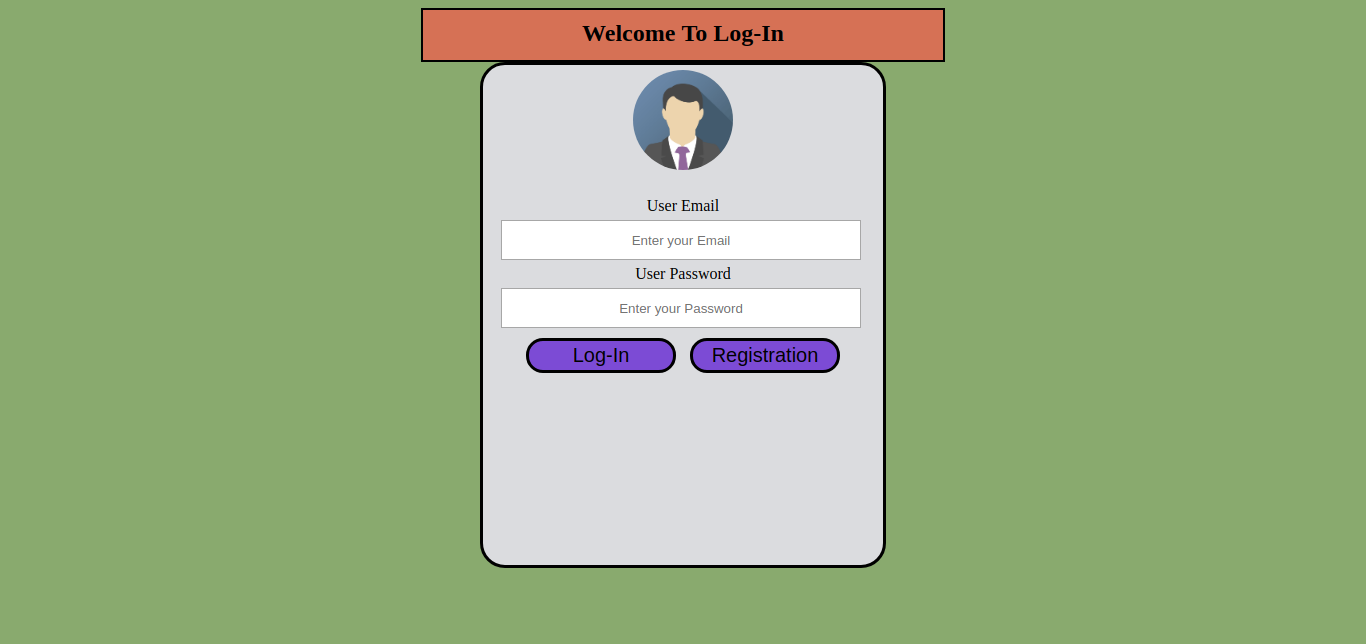 Welcome To Log-In
User Email
Enter your Email
User Password
Enter your Password
Log-In Registration